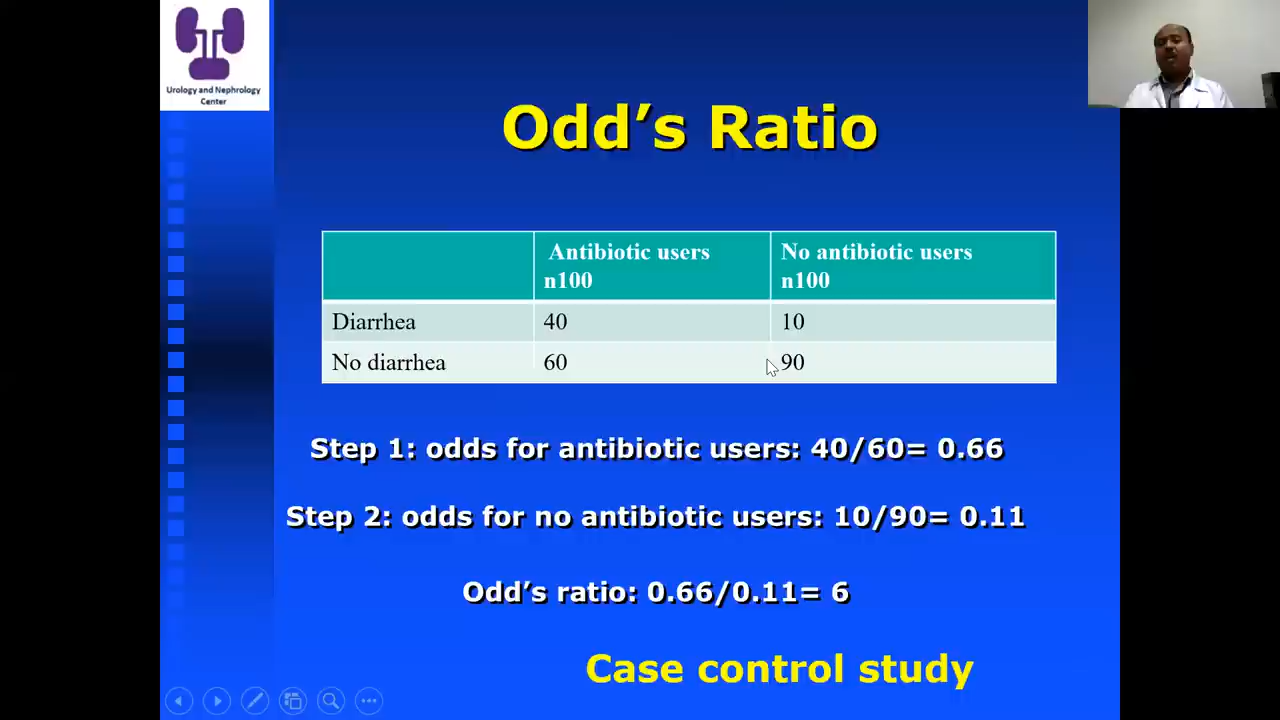 Urology and Nephrology
Center
Odd's Ratio
Antibiotic users No antibiotic users
n100 n100
Diarrhea 40 10
No diarrhea 60 90
Step 1: odds for antibiotic users: 40/60= 0.66
Step 2: odds for no antibiotic users: 10/90= 0.11
Odd's ratio: 0.66/0.11= 6
Case control study